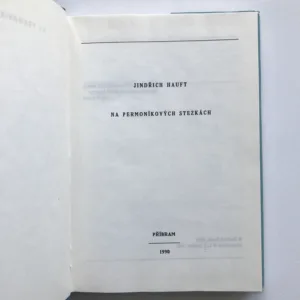 JINDŘICH HAUFT
NA PERMONÍKOVÝCH STEZKÁCH
PŘÍBRAM
1998